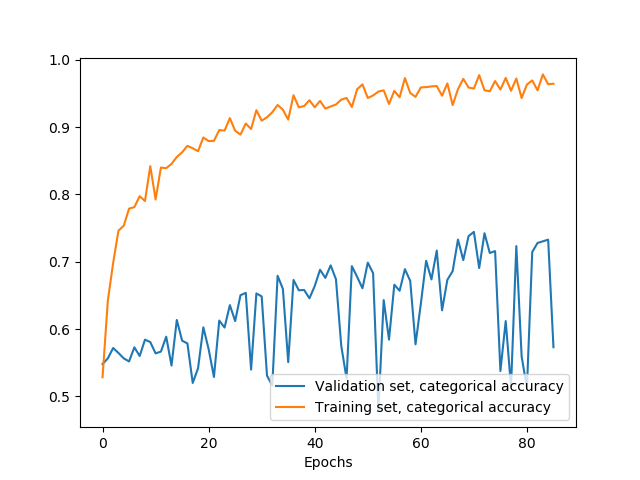 1.0
0.9
0.8
0.7
0.6
0.5
Validation set, categorical accuracy
Training set, categorical accuracy
0 20 40 60 80
Epochs